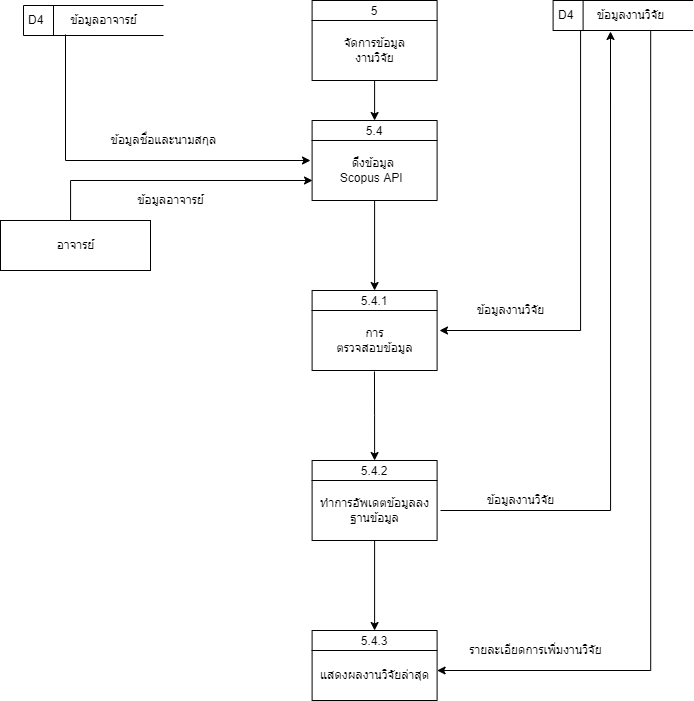 D4
ข้อมูลอาจารย์
5
จัดการข้อมูล
งานวิจัย
D4
ข้อมูลงานวิจัย
5.4
ดึงข้อมูล
Scopus API
ข้อมูลชื่อและนามสกุล
ข้อมูลอาจารย์
อาจารย์
5.4.1
การ
ตรวจสอบข้อมูล
ข้อมูลงานวิจัย
5.4.2
ทำการอัพเดตข้อมูลลง
ฐานข้อมูล
ข้อมูลงานวิจัย
5.4.3
แสดงผลงานวิจัยล่าสุด
รายละเอียดการเพิ่มงานวิจัย